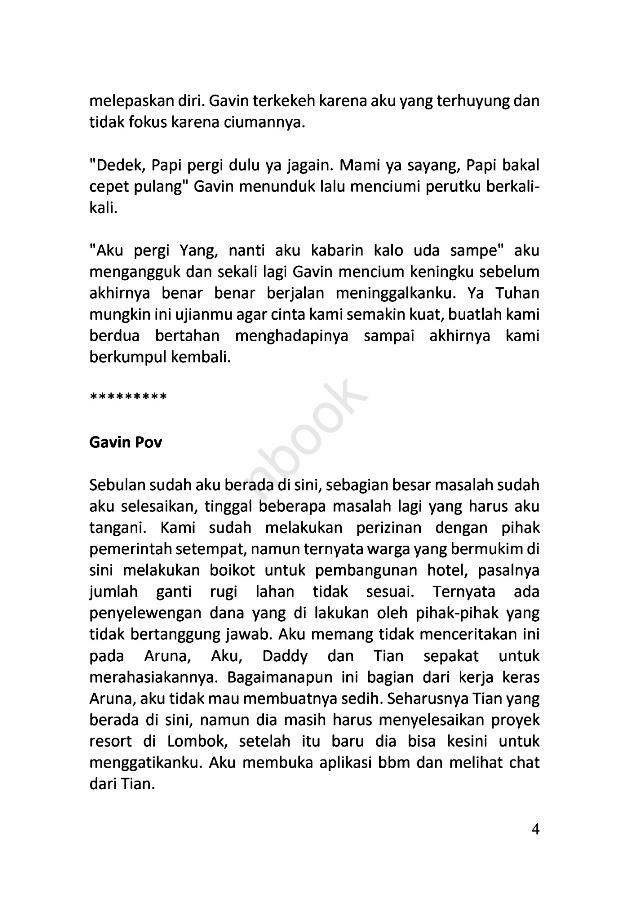 melepaskan diri. Gavin terkekeh karena aku yang terhuyung dan
tidak fokus karena ciumannya.
"Dedek, Papi pergi dulu ya jagain. Mami ya sayang, Papi bakal
cepet pulang" Gavin menunduk lalu menciumi perutku berkali-
kali.
"Aku pergi Yang, nanti aku kabarin kalo uda sampe" aku
mengangguk dan sekali lagi Gavin mencium keningku sebelum
akhirnya benar benar berjalan meninggalkanku. Ya Tuhan
mungkin ini ujianmu agar cinta kami semakin kuat, buatlah kami
berdua bertahan menghadapinya sampai akhirnya kami
berkumpul kembali.
*********
Gavin Pov
Sebulan sudah aku berada di sini, sebagian besar masalah sudah
aku selesaikan, tinggal beberapa masalah lagi yang harus aku
tangani. Kami sudah melakukan perizinan dengan pihak
pemerintah setempat, namun ternyata warga yang bermukim di
sini melakukan boikot untuk pembangunan hotel, pasalnya
jumlah ganti rugi lahan tidak sesuai. Ternyata ada
penyelewengan dana yang di lakukan oleh pihak-pihak yang
tidak bertanggung jawab. Aku memang tidak menceritakan ini
pada Aruna, Aku, Daddy dan Tian sepakat untuk
merahasiakannya. Bagaimanapun ini bagian dari kerja keras
Aruna, aku tidak mau membuatnya sedih. Seharusnya Tian yang
berada di sini, namun dia masih harus menyelesaikan proyek
resort di Lombok, setelah itu baru dia bisa kesini untuk
menggatikanku. Aku membuka aplikasi bbm dan melihat chat
dari Tian.
nbook
4